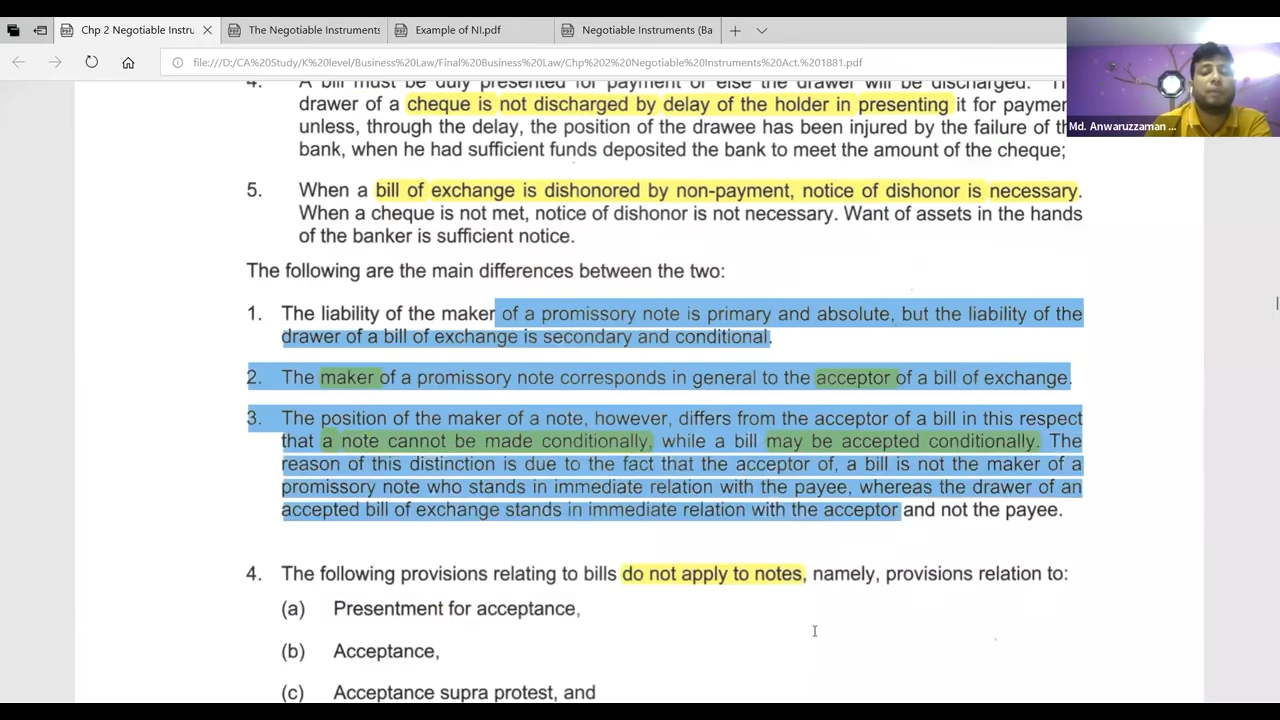 Chp 2 Negotiable Instru
The Negotiable Instruments
Example of NI.pdf
Negotiable Instruments (Ba
file:///D:/CA%20Study/K%20level/Business%20Law/Final%20Business%20Law/Chp%202%20Negotiable%20Instruments%20Act,%201881.pdf
Md. Anwaruzzaman ...
4. A bill must be duly presented for payment or else the drawer will be discharged.
drawer of a cheque is not discharged by delay of the holder in presenting it for paymen
unless, through the delay, the position of the drawee has been injured by the failure of th
bank, when he had sufficient funds deposited the bank to meet the amount of the cheque;
5. When a bill of exchange is dishonored by non-payment, notice of dishonor is necessary.
When a cheque is not met, notice of dishonor is not necessary. Want of assets in the hands
of the banker is sufficient notice.
The following are the main differences between the two:
1. The liability of the maker of a promissory note is primary and absolute, but the liability of the
drawer of a bill of exchange is secondary and conditional.
2. The maker of a promissory note corresponds in general to the acceptor of a bill of exchange.
3. The position of the maker of a note, however, differs from the acceptor of a bill in this respect
that a note cannot be made conditionally, while a bill may be accepted conditionally. The
reason of this distinction is due to the fact that the acceptor of, a bill is not the maker of a
promissory note who stands in immediate relation with the payee, whereas the drawer of an
accepted bill of exchange stands in immediate relation with the acceptor and not the payee.
4. The following provisions relating to bills do not apply to notes, namely, provisions relation to:
(a) Presentment for acceptance,
(b) Acceptance,
(c) Acceptance supra protest, and